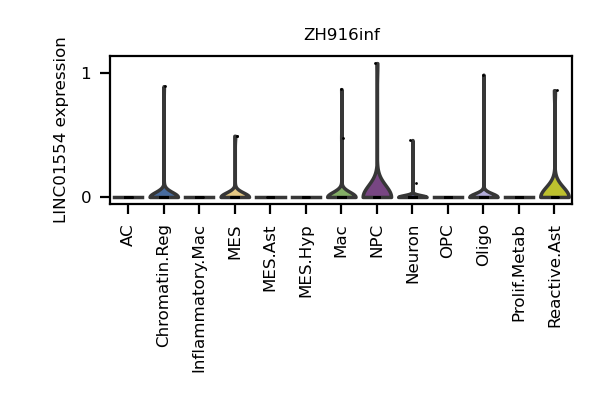 ZH916inf
LINC01554 expression
1
0
AC
Chromatin.Reg
Inflammatory.Mac
MES
MES.Ast
MES.Hyp
Mac
NPC
Neuron
OPC
Oligo
Prolif.Metab
Reactive.Ast